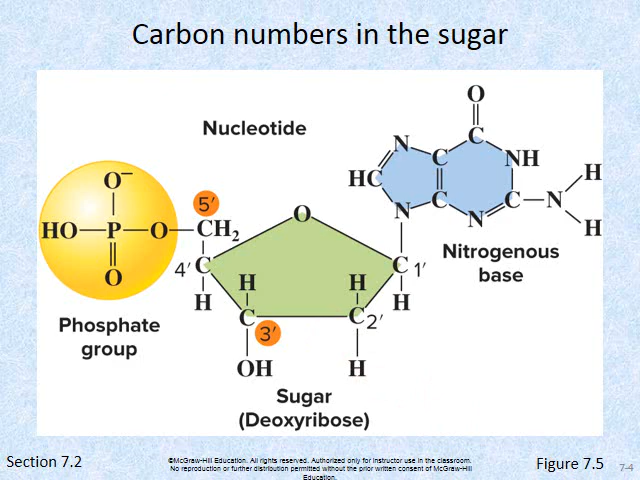 Carbon numbers in the sugar
Nucleotide
O
C
N
C
NH
HC
H
N
C
N
C
N
H
O⁻
HO
P
O
O
5′
CH₂
4′
C
H
O
C
1′
H
H
C
3′
OH
H
C
2′
H
Nitrogenous
base
Phosphate
group
Sugar
(Deoxyribose)
Section 7.2
©McGraw-Hill Education. All rights reserved. Authorized only for instructor use in the classroom.
No reproduction or further distribution permitted without the prior written consent of McGraw-Hill
Education.
Figure 7.5
7-4